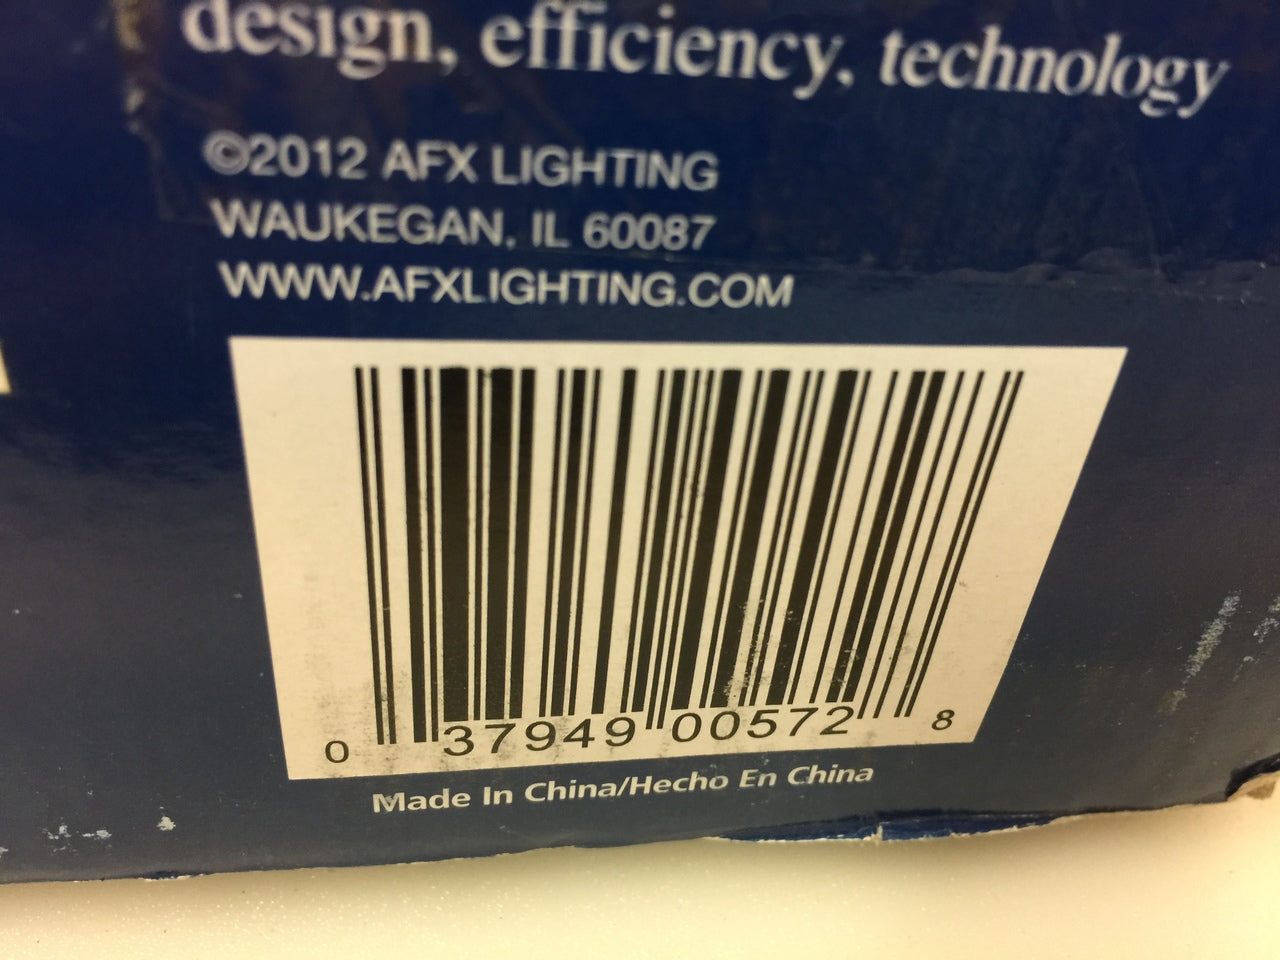 design, efficiency, technology
©2012 AFX LIGHTING
WAUKEGAN, IL 60087
WWW.AFXLIGHTING.COM
0 37949 00572 8
Made In China/Hecho En China